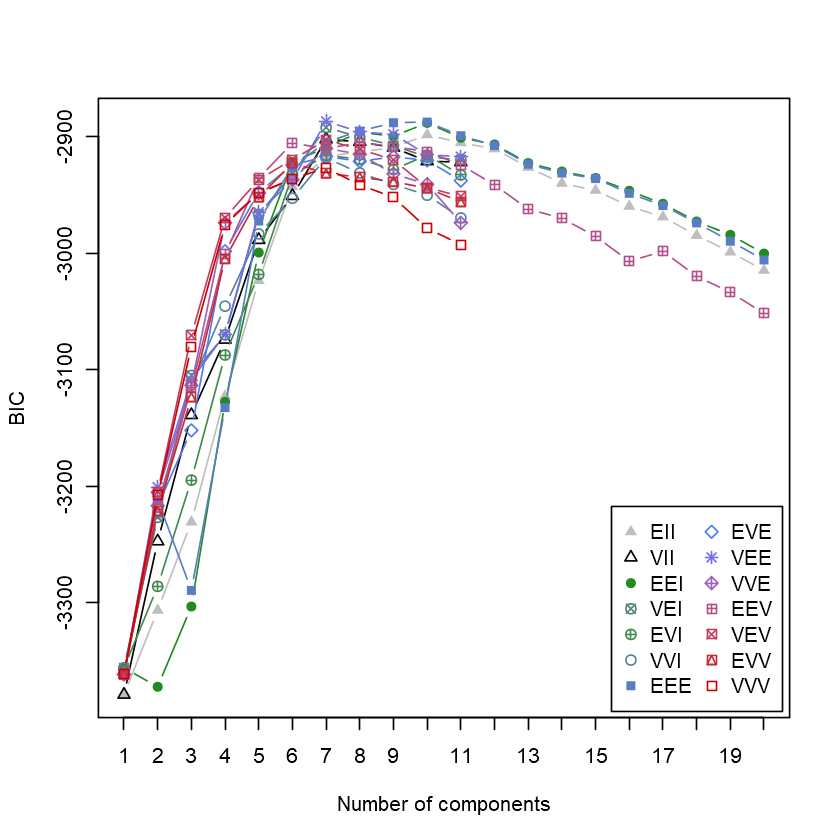 -2900
-3000
-3100
-3200
-3300
BIC
EII EVE
VII VEE
EEI VVE
VEI EEV
EVI VEV
VVI EVV
EEE VVV
1 2 3 4 5 6 7 8 9 11 13 15 17 19
Number of components